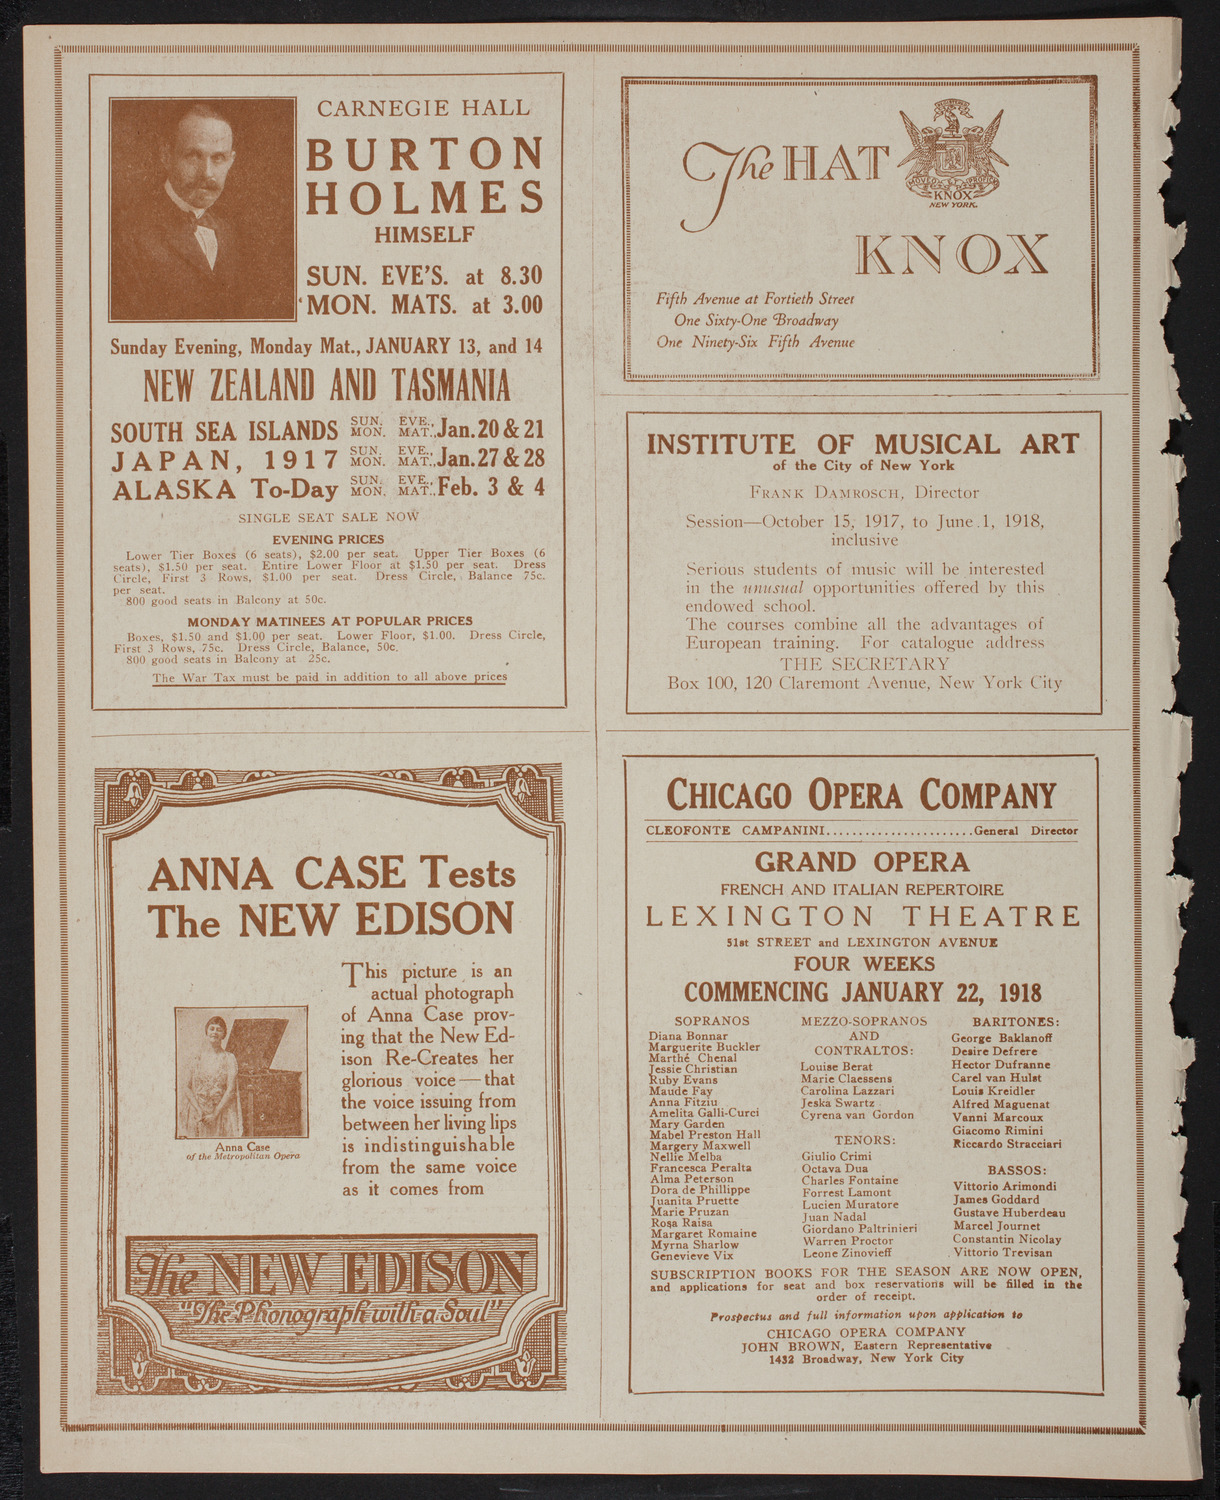 CARNEGIE HALL
BURTON
HOLMES
HIMSELF
SUN. EVE'S. at 8.30
MON. MATS. at 3.00
Sunday Evening, Monday Mat., JANUARY 13, and 14
NEW ZEALAND AND TASMANIA
SOUTH SEA ISLANDS SUN. EVE., MON. MAT., Jan. 20 & 21
JAPAN, 1917 SUN. EVE., MON. MAT., Jan. 27 & 28
ALASKA To-Day SUN. EVE., MON. MAT., Feb. 3 & 4
SINGLE SEAT SALE NOW
EVENING PRICES
Lower Tier Boxes (6 seats), $2.00 per seat. Upper Tier Boxes (6
seats), $1.50 per seat. Entire Lower Floor at $1.50 per seat. Dress
Circle, First 3 Rows, $1.00 per seat. Dress Circle, Balance 75c.
per seat.
800 good seats in Balcony at 50c.
MONDAY MATINEES AT POPULAR PRICES
Boxes, $1.50 and $1.00 per seat. Lower Floor, $1.00. Dress Circle,
First 3 Rows, 75c. Dress Circle, Balance, 50c.
800 good seats in Balcony at 25c.
The War Tax must be paid in addition to all above prices
The HAT
KNOX
NEW YORK.
KNOX
Fifth Avenue at Fortieth Street
One Sixty-One Broadway
One Ninety-Six Fifth Avenue
INSTITUTE OF MUSICAL ART
of the City of New York
FRANK DAMROSCH, Director
Session—October 15, 1917, to June 1, 1918,
inclusive
Serious students of music will be interested
in the unusual opportunities offered by this
endowed school.
The courses combine all the advantages of
European training. For catalogue address
THE SECRETARY
Box 100, 120 Claremont Avenue, New York City
ANNA CASE Tests
The NEW EDISON
This picture is an
actual photograph
of Anna Case prov-
ing that the New Ed-
ison Re-Creates her
glorious voice—that
the voice issuing from
between her living lips
is indistinguishable
from the same voice
as it comes from
Anna Case
of the Metropolitan Opera
The NEW EDISON
"The Phonograph with a Soul"
CHICAGO OPERA COMPANY
CLEOFONTE CAMPANINI.......................General Director
GRAND OPERA
FRENCH AND ITALIAN REPERTOIRE
LEXINGTON THEATRE
51st STREET and LEXINGTON AVENUE
FOUR WEEKS
COMMENCING JANUARY 22, 1918
SOPRANOS
Diana Bonnar
Marguerite Buckler
Marthé Chenal
Jessie Christian
Ruby Evans
Maude Fay
Anna Fitziu
Amelita Galli-Curci
Mary Garden
Mabel Preston Hall
Margery Maxwell
Nellie Melba
Francesca Peralta
Alma Peterson
Dora de Phillippe
Juanita Pruette
Marie Pruzan
Rosa Raisa
Margaret Romaine
Myrna Sharlow
Genevieve Vix
MEZZO-SOPRANOS
AND
CONTRALTOS:
Louise Berat
Marie Claessens
Carolina Lazzari
Jeska Swartz
Cyrena van Gordon
TENORS:
Giulio Crimi
Octava Dua
Charles Fontaine
Forrest Lamont
Lucien Muratore
Juan Nadal
Giordano Paltrinieri
Warren Proctor
Leone Zinovieff
BARITONES:
George Baklanoff
Desire Defrere
Hector Dufranne
Carel van Hulst
Louis Kreidler
Alfred Maguenat
Vanni Marcoux
Giacomo Rimini
Riccardo Stracciari
BASSOS:
Vittorio Arimondi
James Goddard
Gustave Huberdeau
Marcel Journet
Constantin Nicolay
Vittorio Trevisan
SUBSCRIPTION BOOKS FOR THE SEASON ARE NOW OPEN,
and applications for seat and box reservations will be filled in the
order of receipt.
Prospectus and full information upon application to
CHICAGO OPERA COMPANY
JOHN BROWN, Eastern Representative
1432 Broadway, New York City